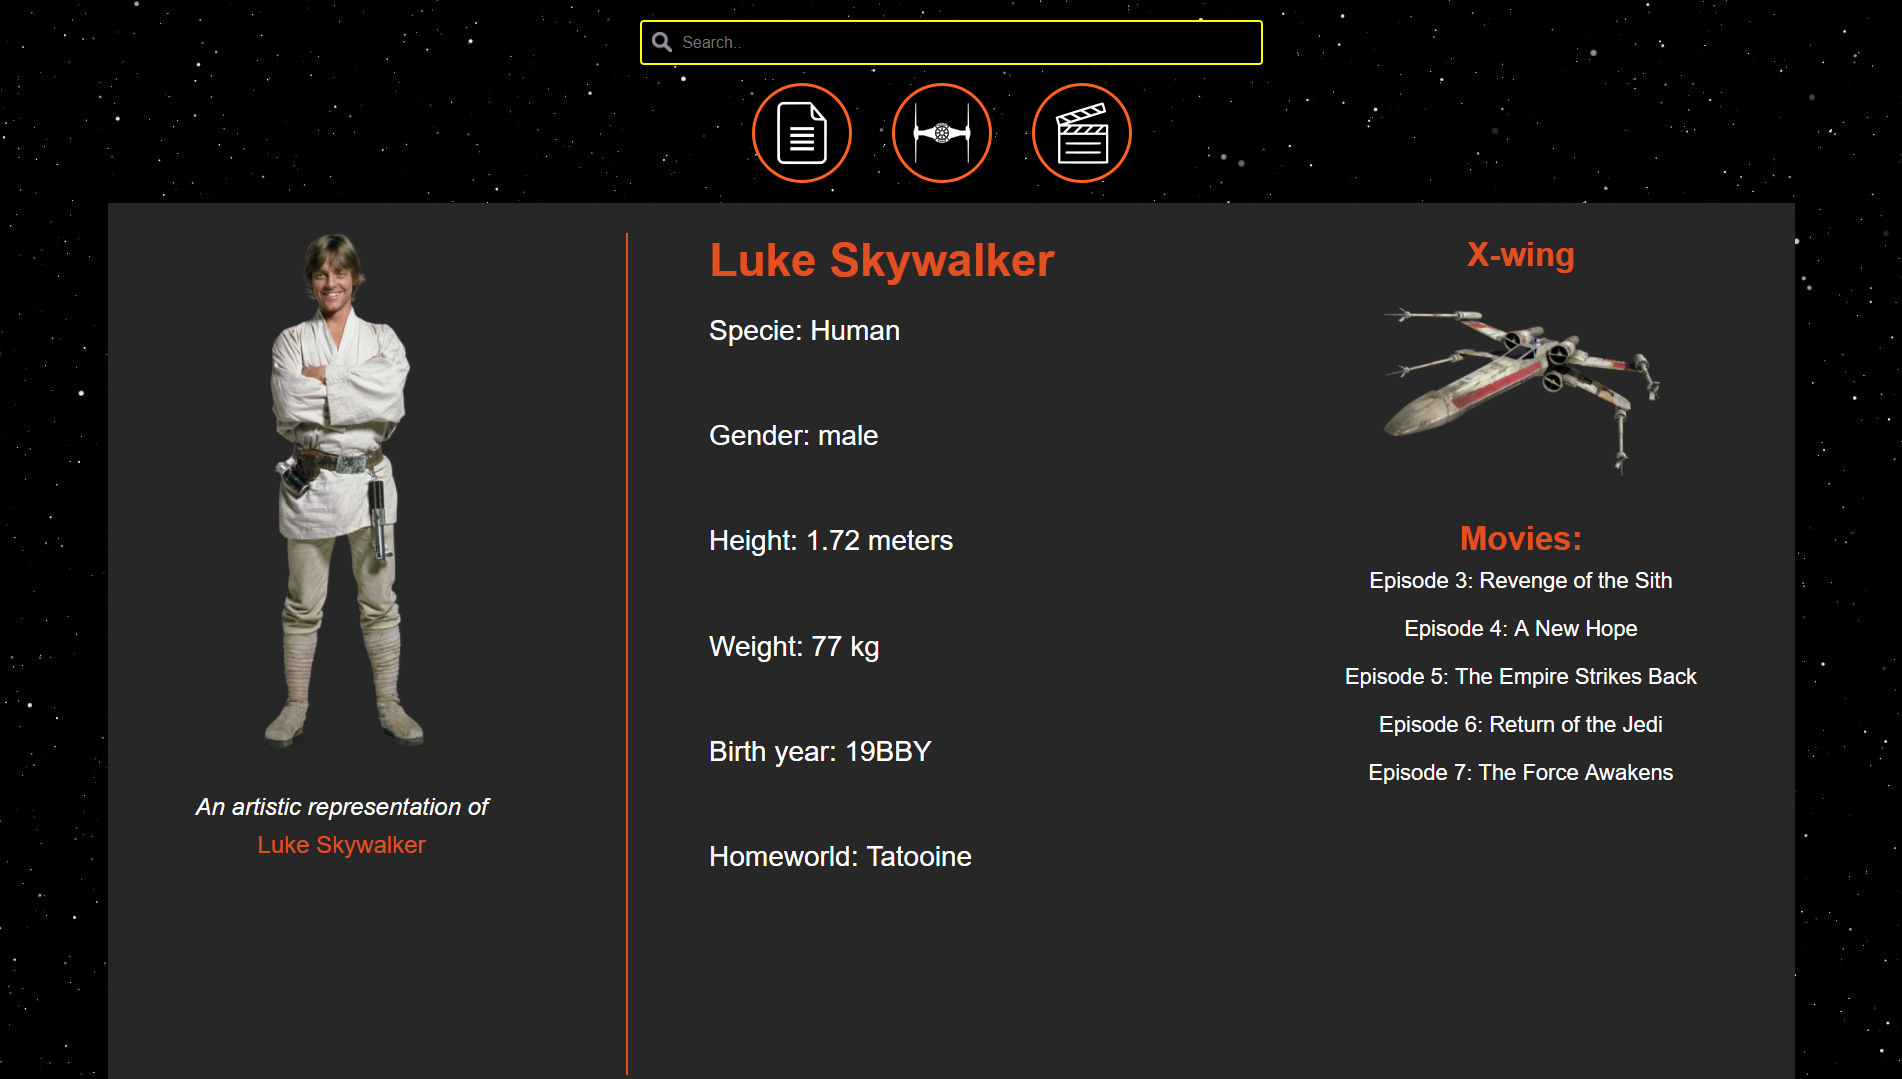 Search..
An artistic representation of
Luke Skywalker
Luke Skywalker
Specie: Human
Gender: male
Height: 1.72 meters
Weight: 77 kg
Birth year: 19BBY
Homeworld: Tatooine
X-wing
Movies:
Episode 3: Revenge of the Sith
Episode 4: A New Hope
Episode 5: The Empire Strikes Back
Episode 6: Return of the Jedi
Episode 7: The Force Awakens